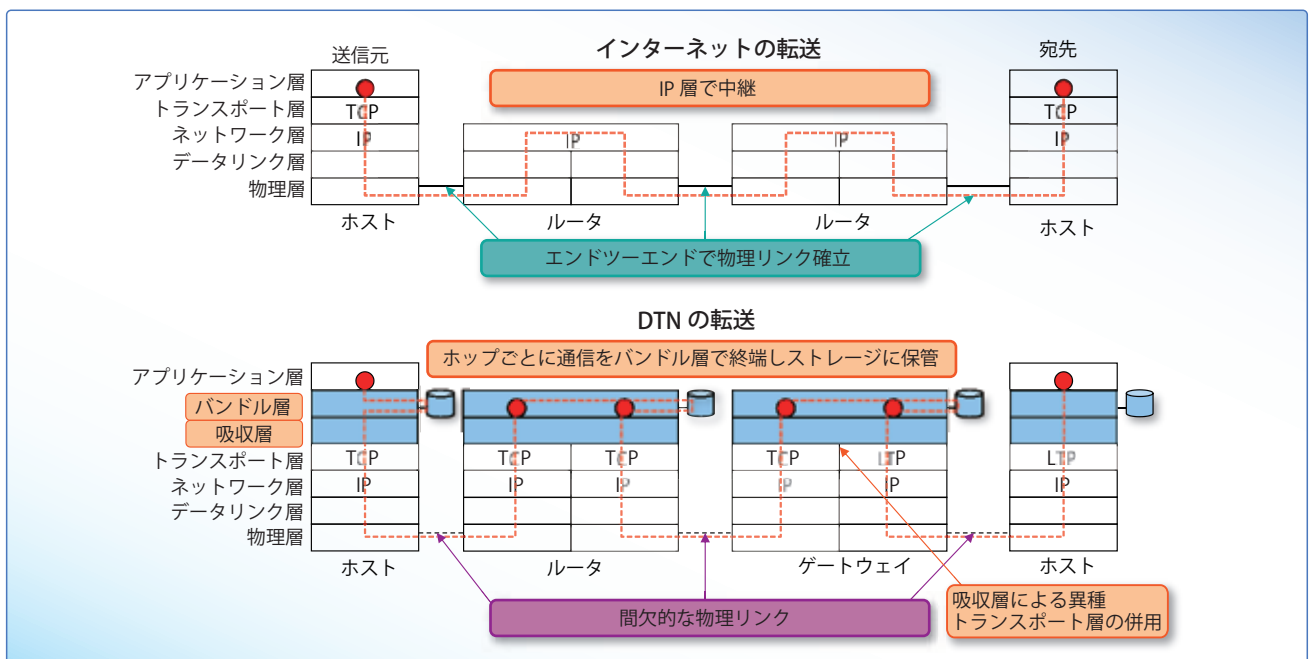 インターネットの転送
送信元
宛先
IP 層で中継
アプリケーション層
トランスポート層
ネットワーク層
データリンク層
物理層
TCP
IP
IP
IP
TCP
IP
ホスト
ルータ
ルータ
ホスト
エンドツーエンドで物理リンク確立
DTN の転送
ホップごとに通信をバンドル層で終端しストレージに保管
アプリケーション層
バンドル層
吸収層
トランスポート層
ネットワーク層
データリンク層
物理層
TCP
TCP
TCP
TCP
LTP
LTP
IP
IP
IP
IP
IP
IP
ホスト
ルータ
ゲートウェイ
ホスト
間欠的な物理リンク
吸収層による異種
トランスポート層の併用